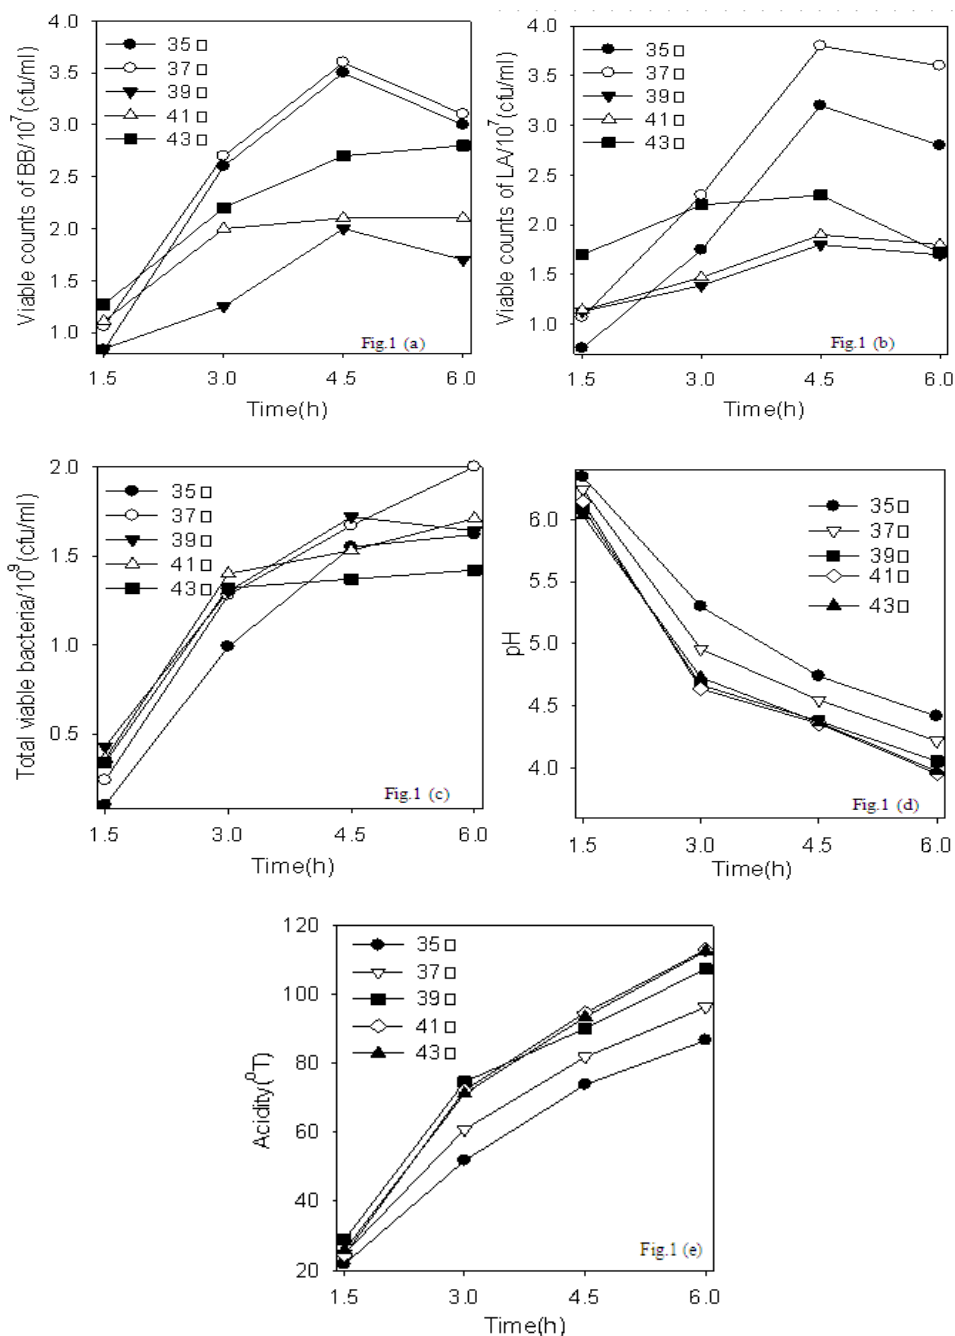 Viable counts of BB/10⁷(cfu/ml)
4.0
3.5
3.0
2.5
2.0
1.5
1.0
35□
37□
39□
41□
43□
Fig.1 (a)
1.5 3.0 4.5 6.0
Time(h)
Viable counts of LA/10⁷(cfu/ml)
4.0
3.5
3.0
2.5
2.0
1.5
1.0
35□
37□
39□
41□
43□
Fig.1 (b)
1.5 3.0 4.5 6.0
Time(h)
Total viable bacteria/10⁹(cfu/ml)
2.0
1.5
1.0
0.5
35□
37□
39□
41□
43□
Fig.1 (c)
1.5 3.0 4.5 6.0
Time(h)
pH
6.0
5.5
5.0
4.5
4.0
35□
37□
39□
41□
43□
Fig.1 (d)
1.5 3.0 4.5 6.0
Time(h)
Acidity(⁰T)
120
100
80
60
40
20
35□
37□
39□
41□
43□
Fig.1 (e)
1.5 3.0 4.5 6.0
Time(h)